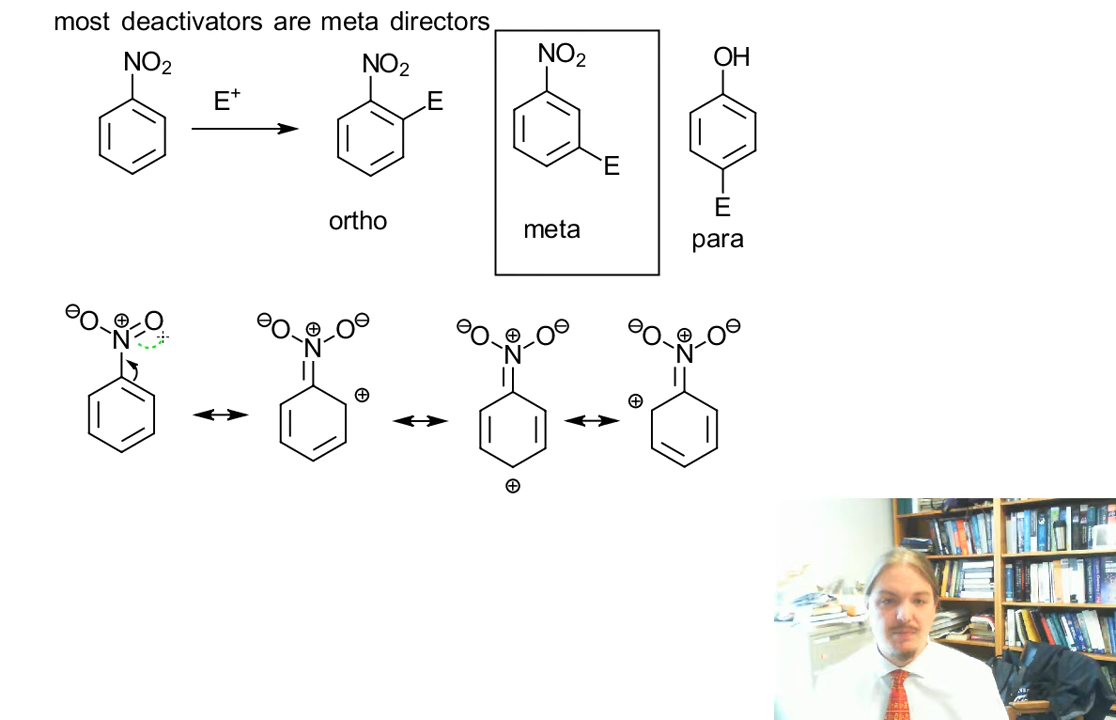 most deactivators are meta directors
NO₂ NO₂ NO₂ OH
E⁺ E E E
ortho meta para
⊖O N⊕ O ⊖O N⊕ O⊖ ⊖O N⊕ O⊖ ⊖O N⊕ O⊖
⊕ ⊕ ⊕